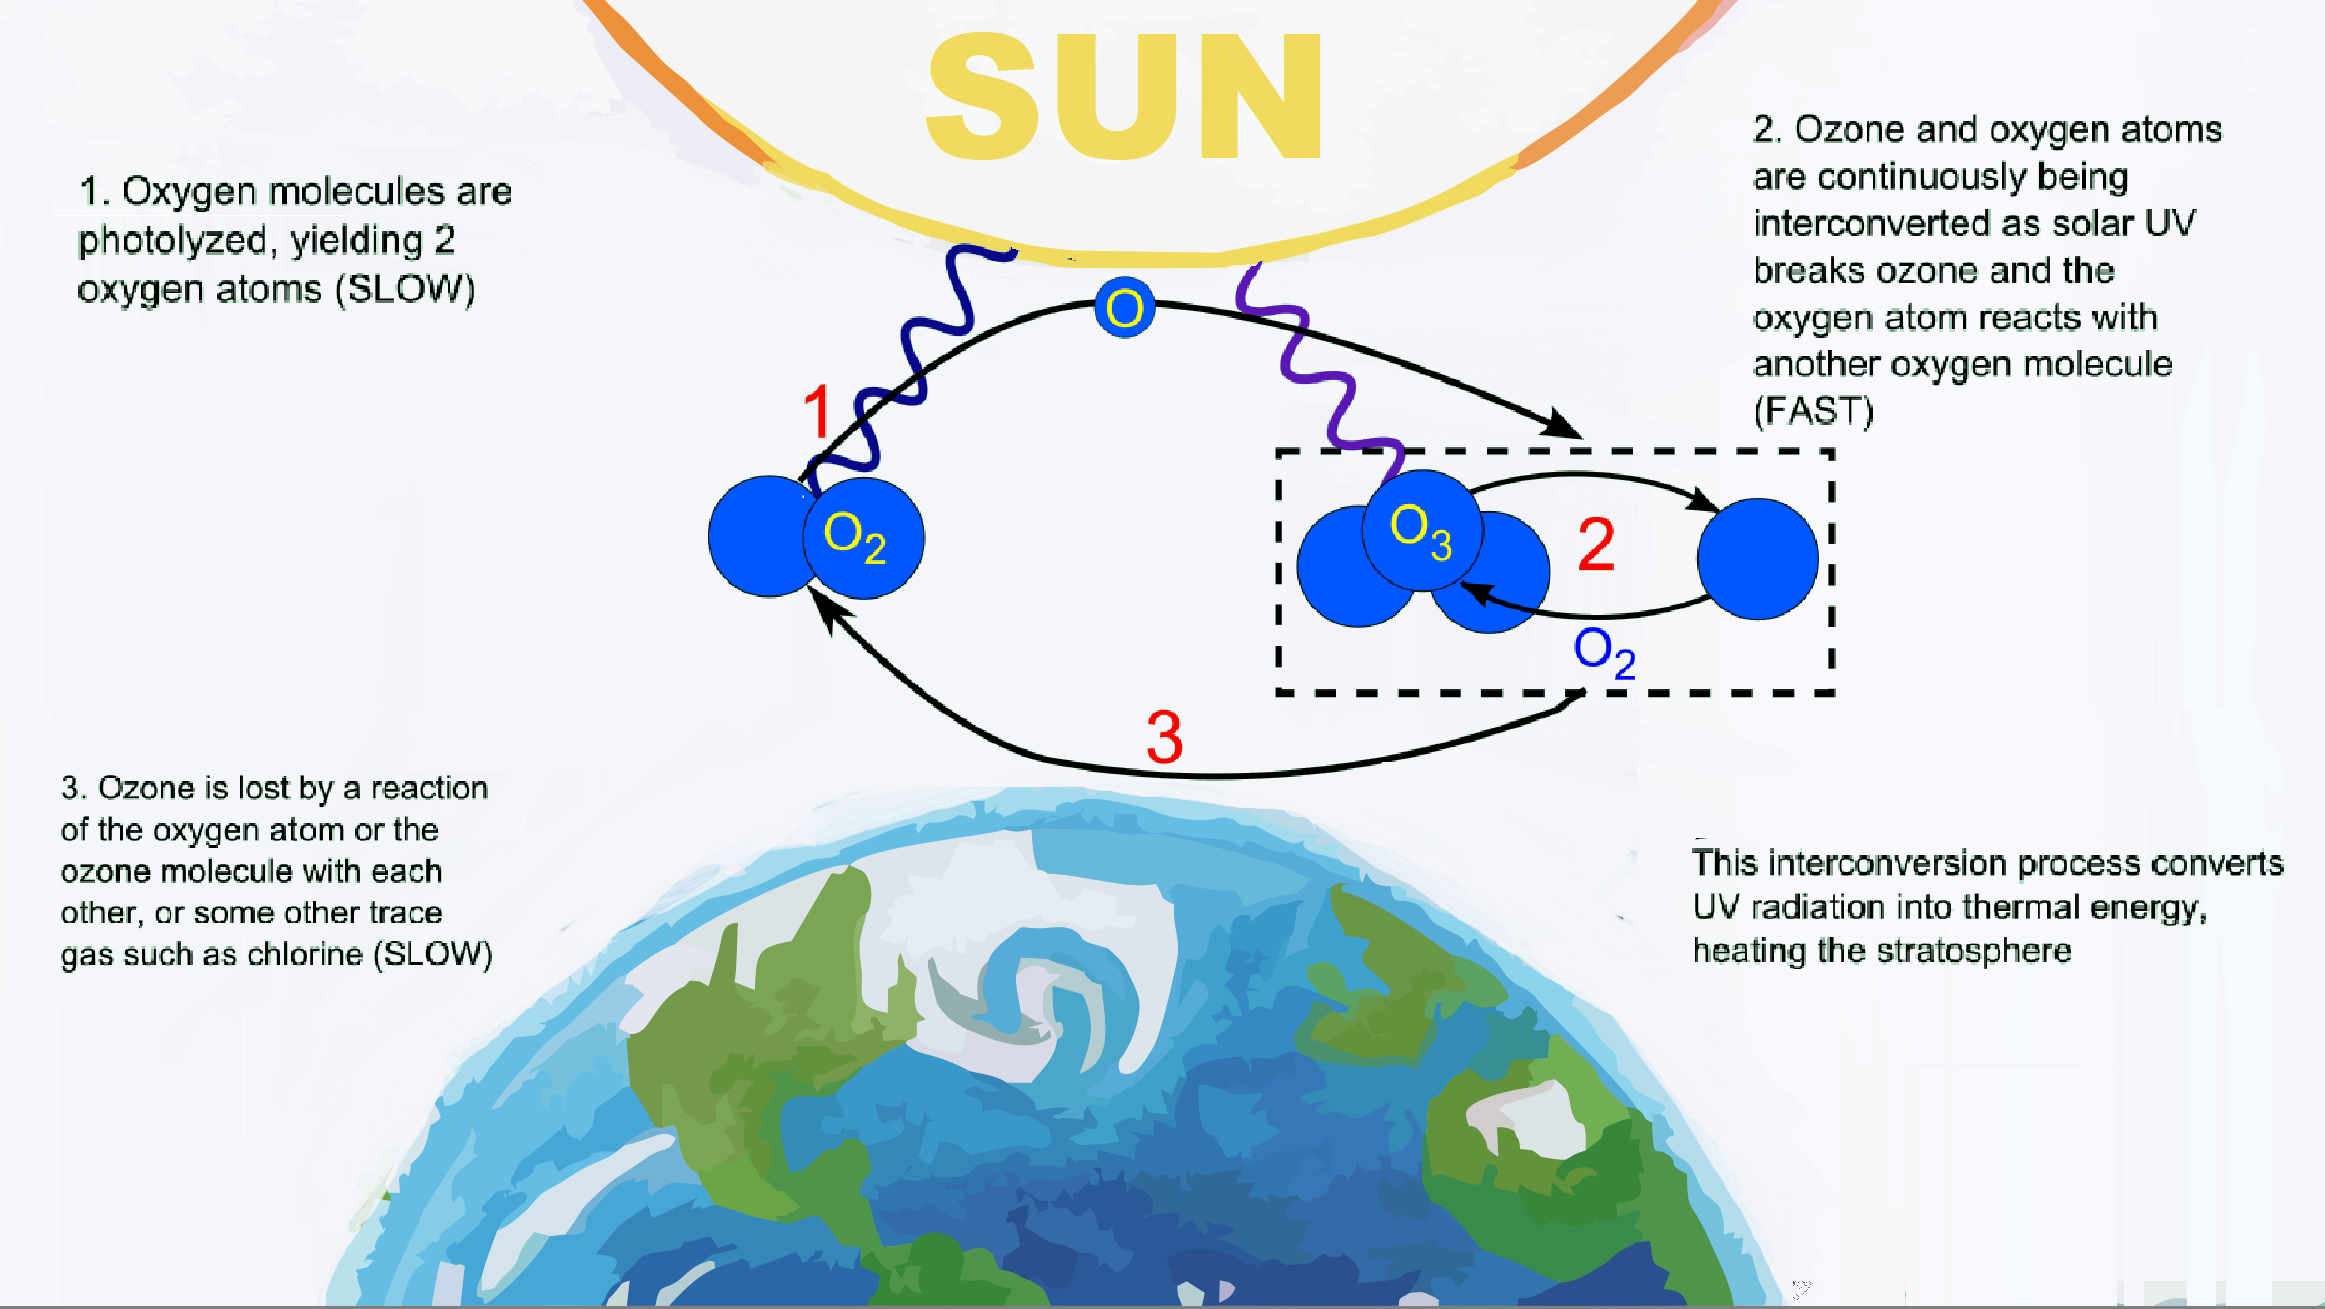 SUN
1. Oxygen molecules are
photolyzed, yielding 2
oxygen atoms (SLOW)
2. Ozone and oxygen atoms
are continuously being
interconverted as solar UV
breaks ozone and the
oxygen atom reacts with
another oxygen molecule
(FAST)
O
1
O₂
O₃
2
O₂
3
3. Ozone is lost by a reaction
of the oxygen atom or the
ozone molecule with each
other, or some other trace
gas such as chlorine (SLOW)
This interconversion process converts
UV radiation into thermal energy,
heating the stratosphere